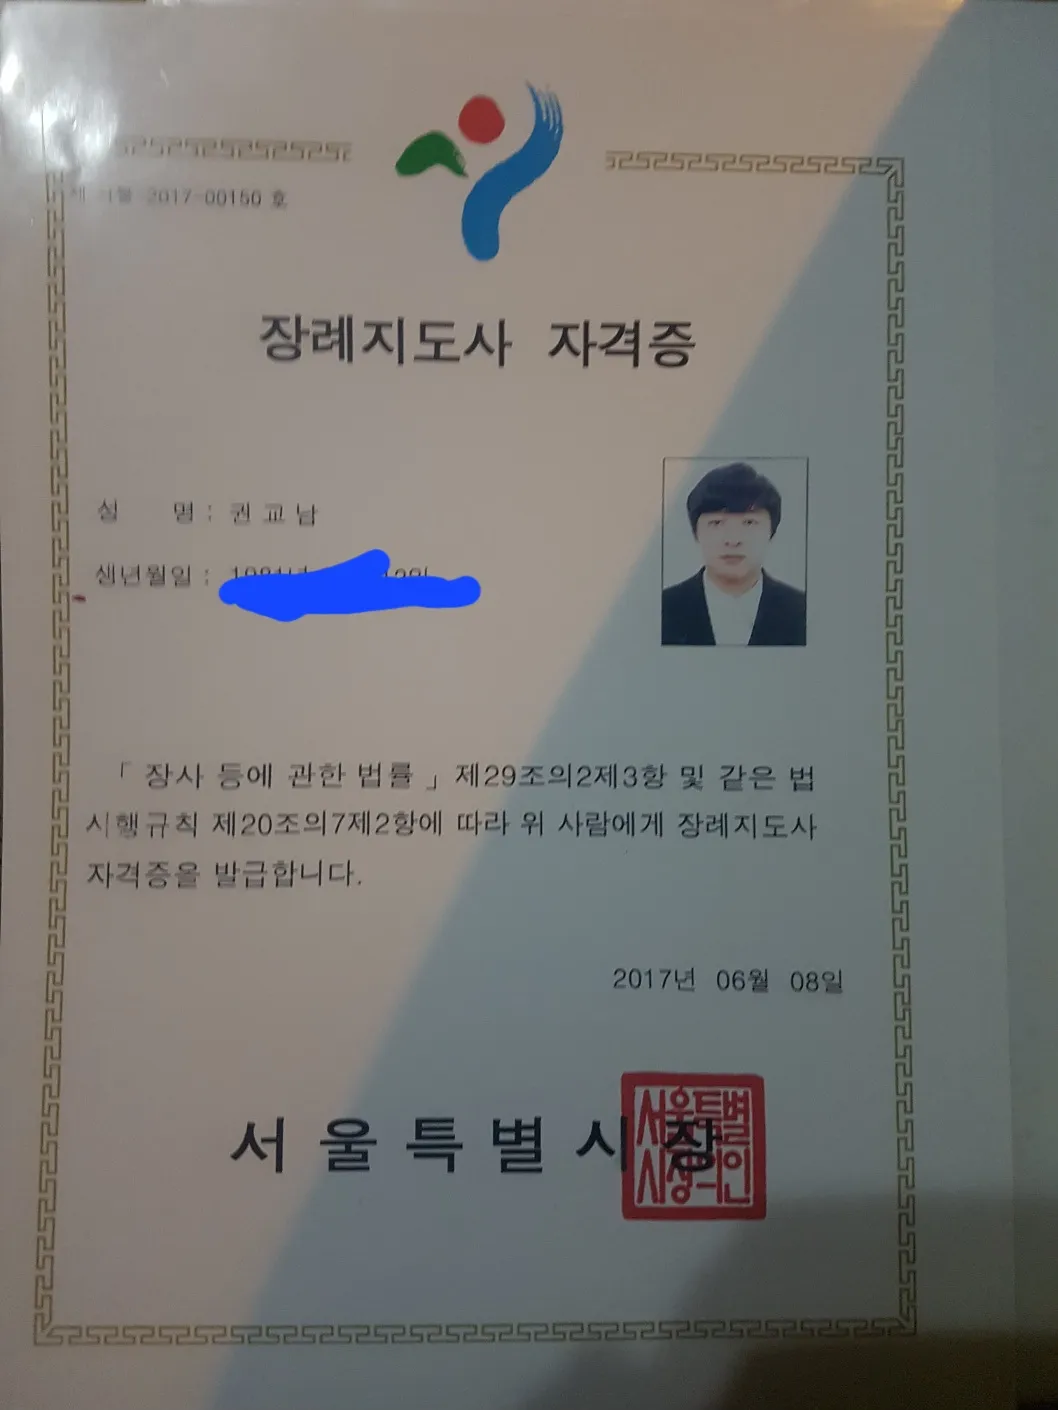 2017-00150 호
장례지도사 자격증
성 명 : 권교남
생년월일 :
「 장사 등에 관한 법률 」 제29조의2제3항 및 같은 법
시행규칙 제20조의7제2항에 따라 위 사람에게 장례지도사
자격증을 발급합니다.
2017년 06월 08일
서울특별시장
서울특별
시장의인